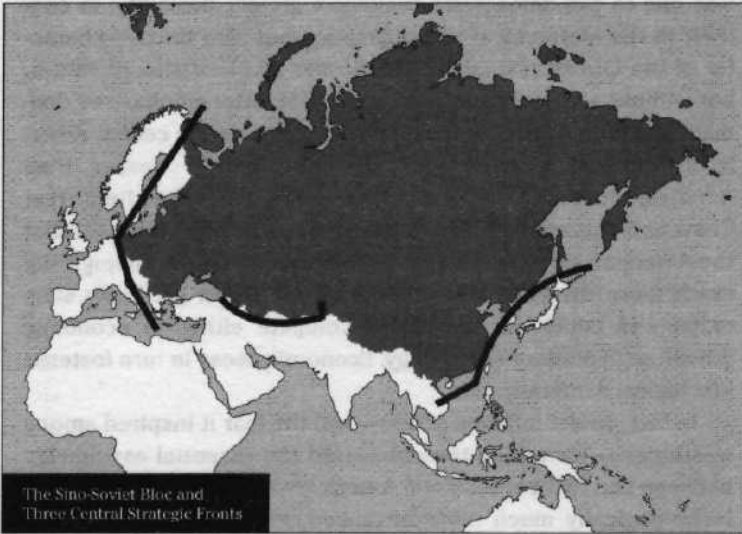 The Sino-Soviet Bloc and
Three Central Strategic Fronts